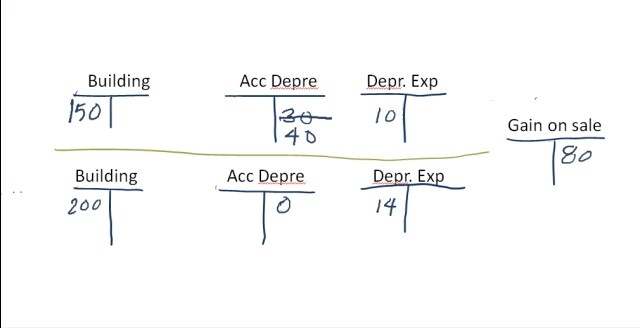 Building Acc Depre Depr. Exp
150 30 10
40
Gain on sale
80
Building Acc Depre Depr. Exp
200 0 14